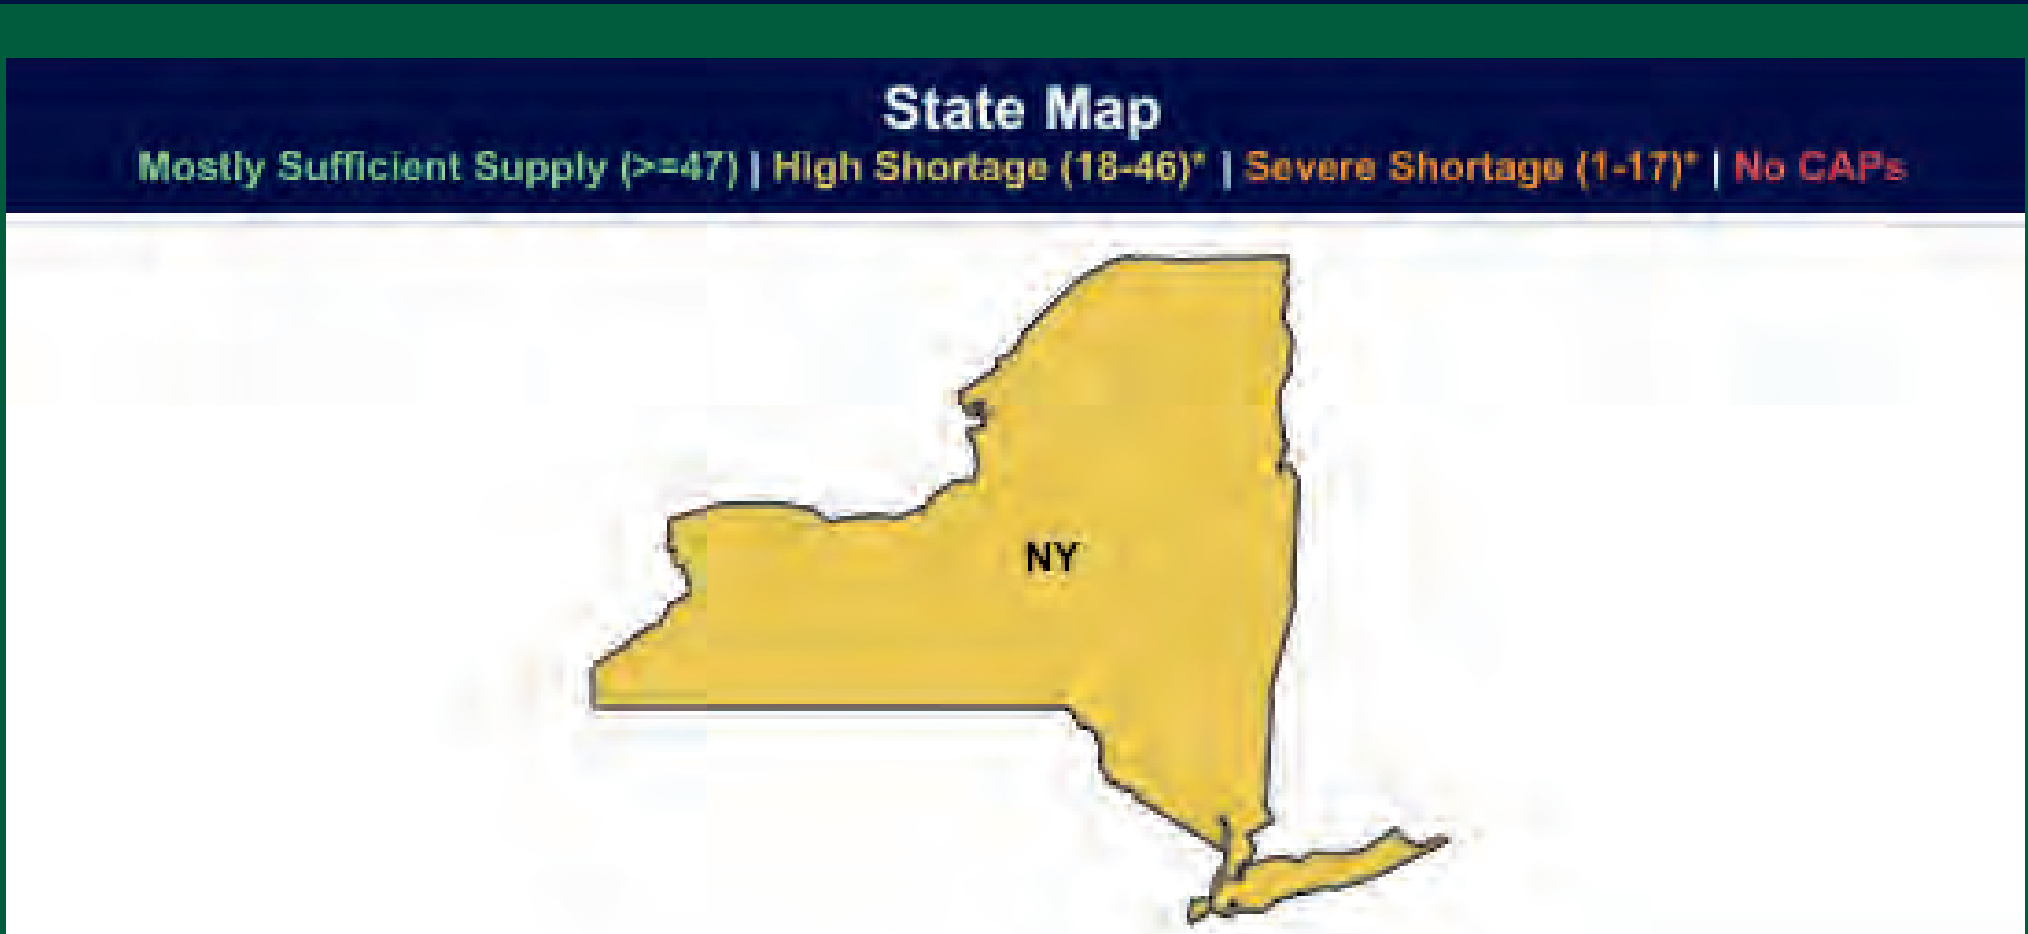 State Map
Mostly Sufficient Supply (>=47) | High Shortage (18-46)* | Severe Shortage (1-17)* | No CAPs
NY